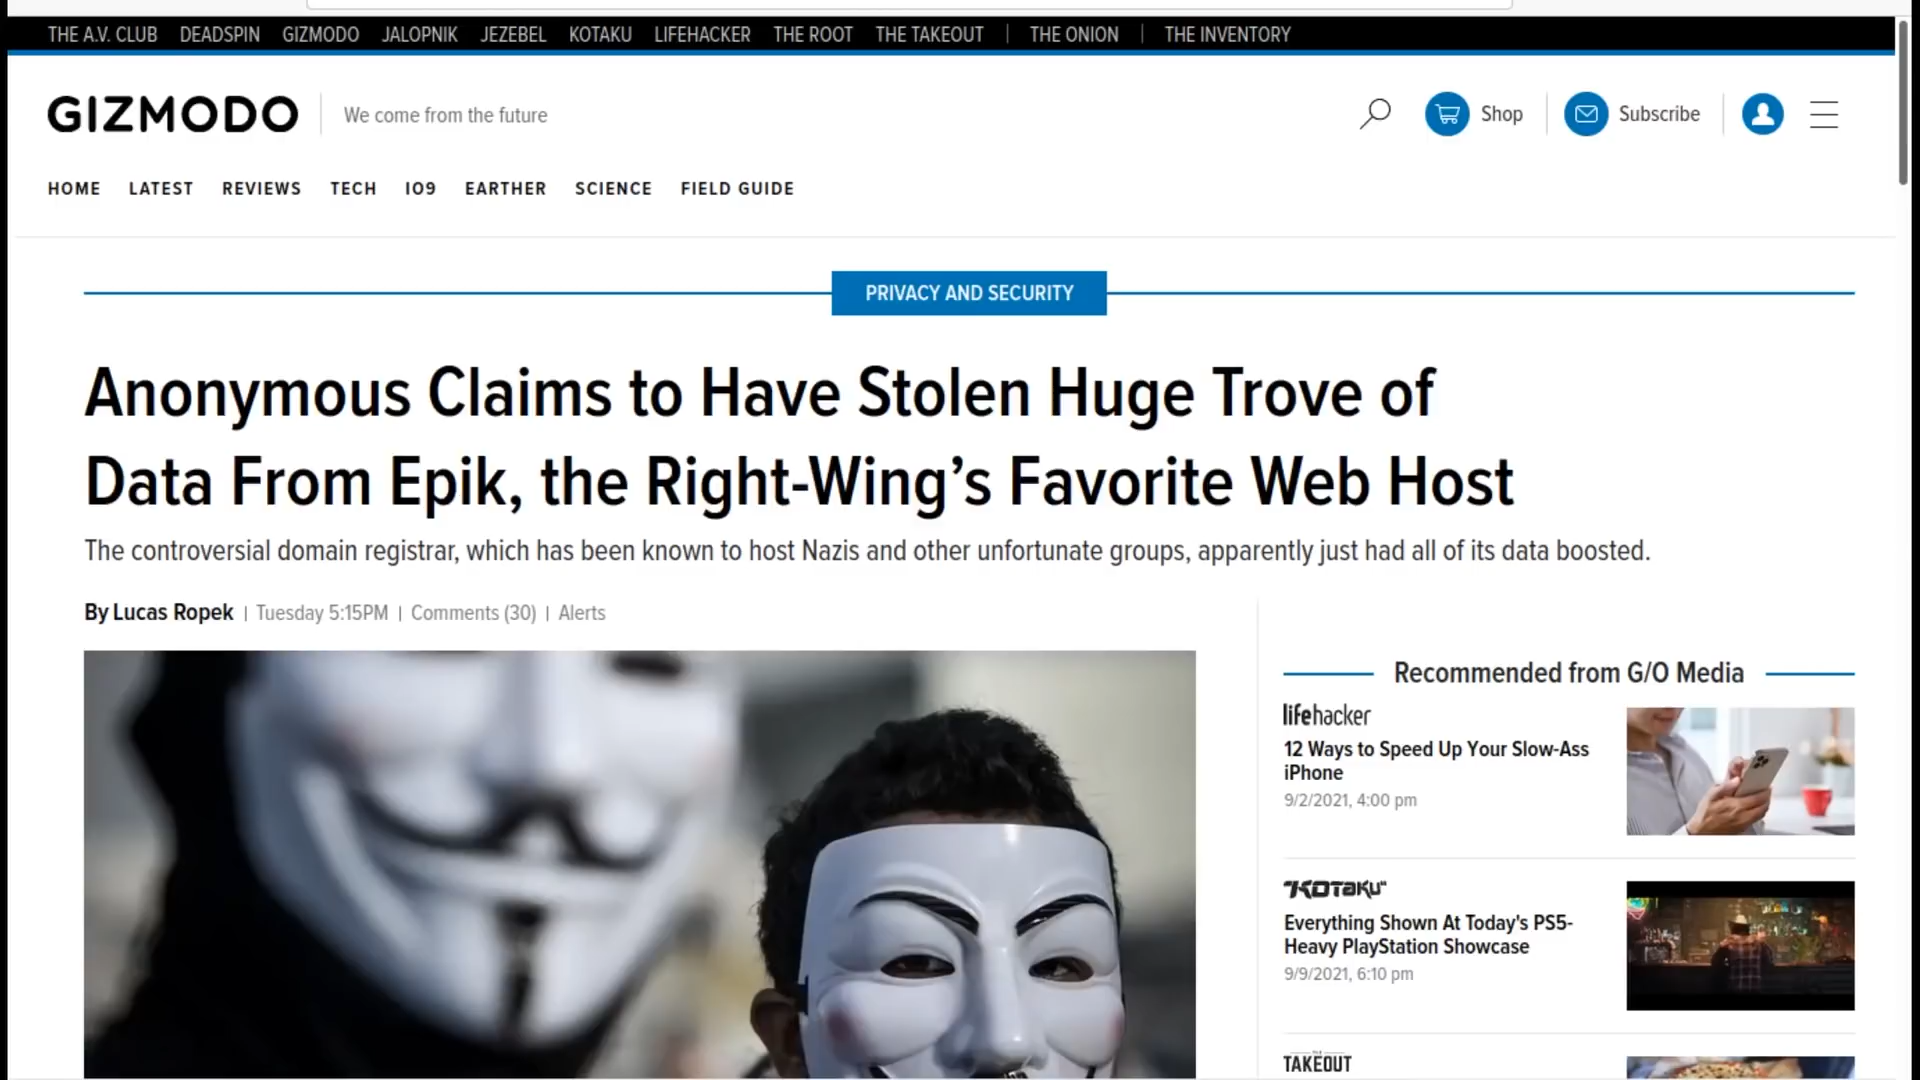 THE A.V. CLUB DEADSPIN GIZMODO JALOPNIK JEZEBEL KOTAKU LIFEHACKER THE ROOT THE TAKEOUT | THE ONION | THE INVENTORY
GIZMODO
We come from the future
Shop
Subscribe
HOME LATEST REVIEWS TECH IO9 EARTHER SCIENCE FIELD GUIDE
PRIVACY AND SECURITY
Anonymous Claims to Have Stolen Huge Trove of
Data From Epik, the Right-Wing’s Favorite Web Host
The controversial domain registrar, which has been known to host Nazis and other unfortunate groups, apparently just had all of its data boosted.
By Lucas Ropek | Tuesday 5:15PM | Comments (30) | Alerts
Recommended from G/O Media
lifehacker
12 Ways to Speed Up Your Slow-Ass
iPhone
9/2/2021, 4:00 pm
"KOTaKU"
Everything Shown At Today's PS5-
Heavy PlayStation Showcase
9/9/2021, 6:10 pm
THE
TAKEOUT